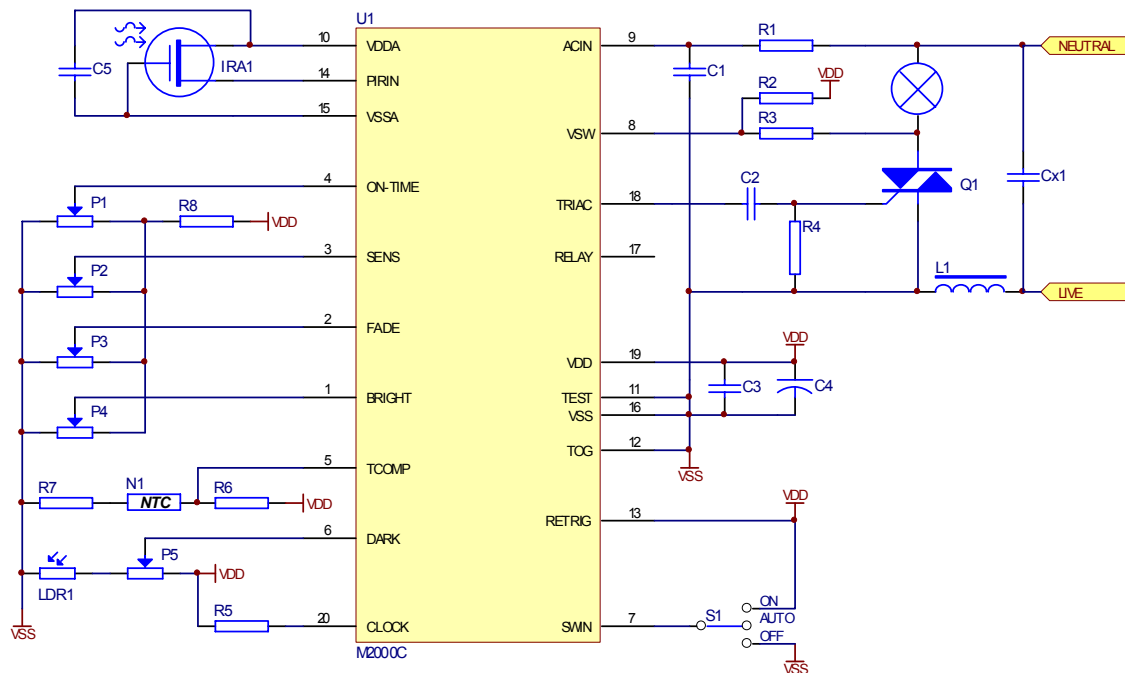 U1
10 VDDA ACIN 9 R1 NEUTRAL
C5 IRA1 C1 R2 VDD
14 PIRIN
15 VSSA VSW 8 R3
4 ON-TIME TRIAC 18 C2 Q1 Cx1
P1 R8 VDD R4
3 SENS RELAY 17
P2 L1 LIVE
2 FADE
P3 VDD 19 VDD
C3 C4
1 BRIGHT TEST 11
P4 VSS 16
5 TCOMP TOG 12
VSS
R7 N1 NTC R6 VDD
6 DARK RETRIG 13 VDD
LDR1 P5 VDD
R5 20 CLOCK SWIN 7 S1 ON
AUTO
OFF
VSS M2000C VSS